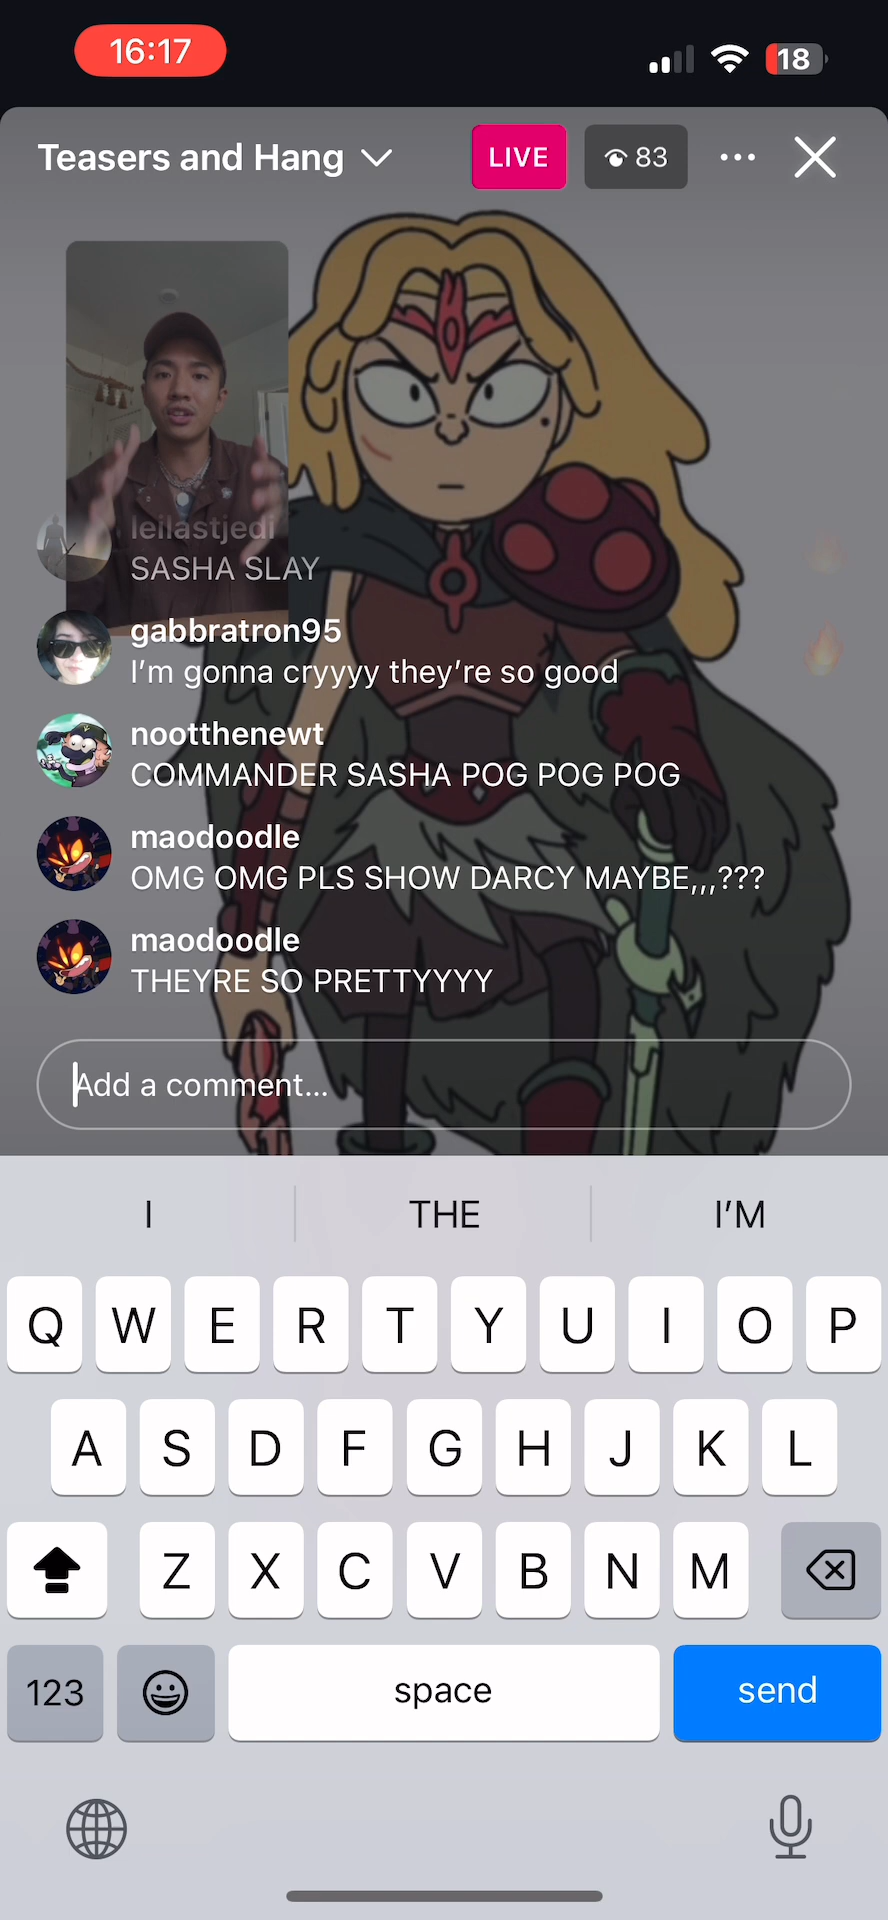 16:17
18
Teasers and Hang
LIVE
83
leilastjedi
SASHA SLAY
gabbratron95
I'm gonna cryyyy they're so good
nootthenewt
COMMANDER SASHA POG POG POG
maodoodle
OMG OMG PLS SHOW DARCY MAYBE,,,???
maodoodle
THEYRE SO PRETTYYYY
Add a comment...
I THE I'M
Q W E R T Y U I O P
A S D F G H J K L
Z X C V B N M
123 space send